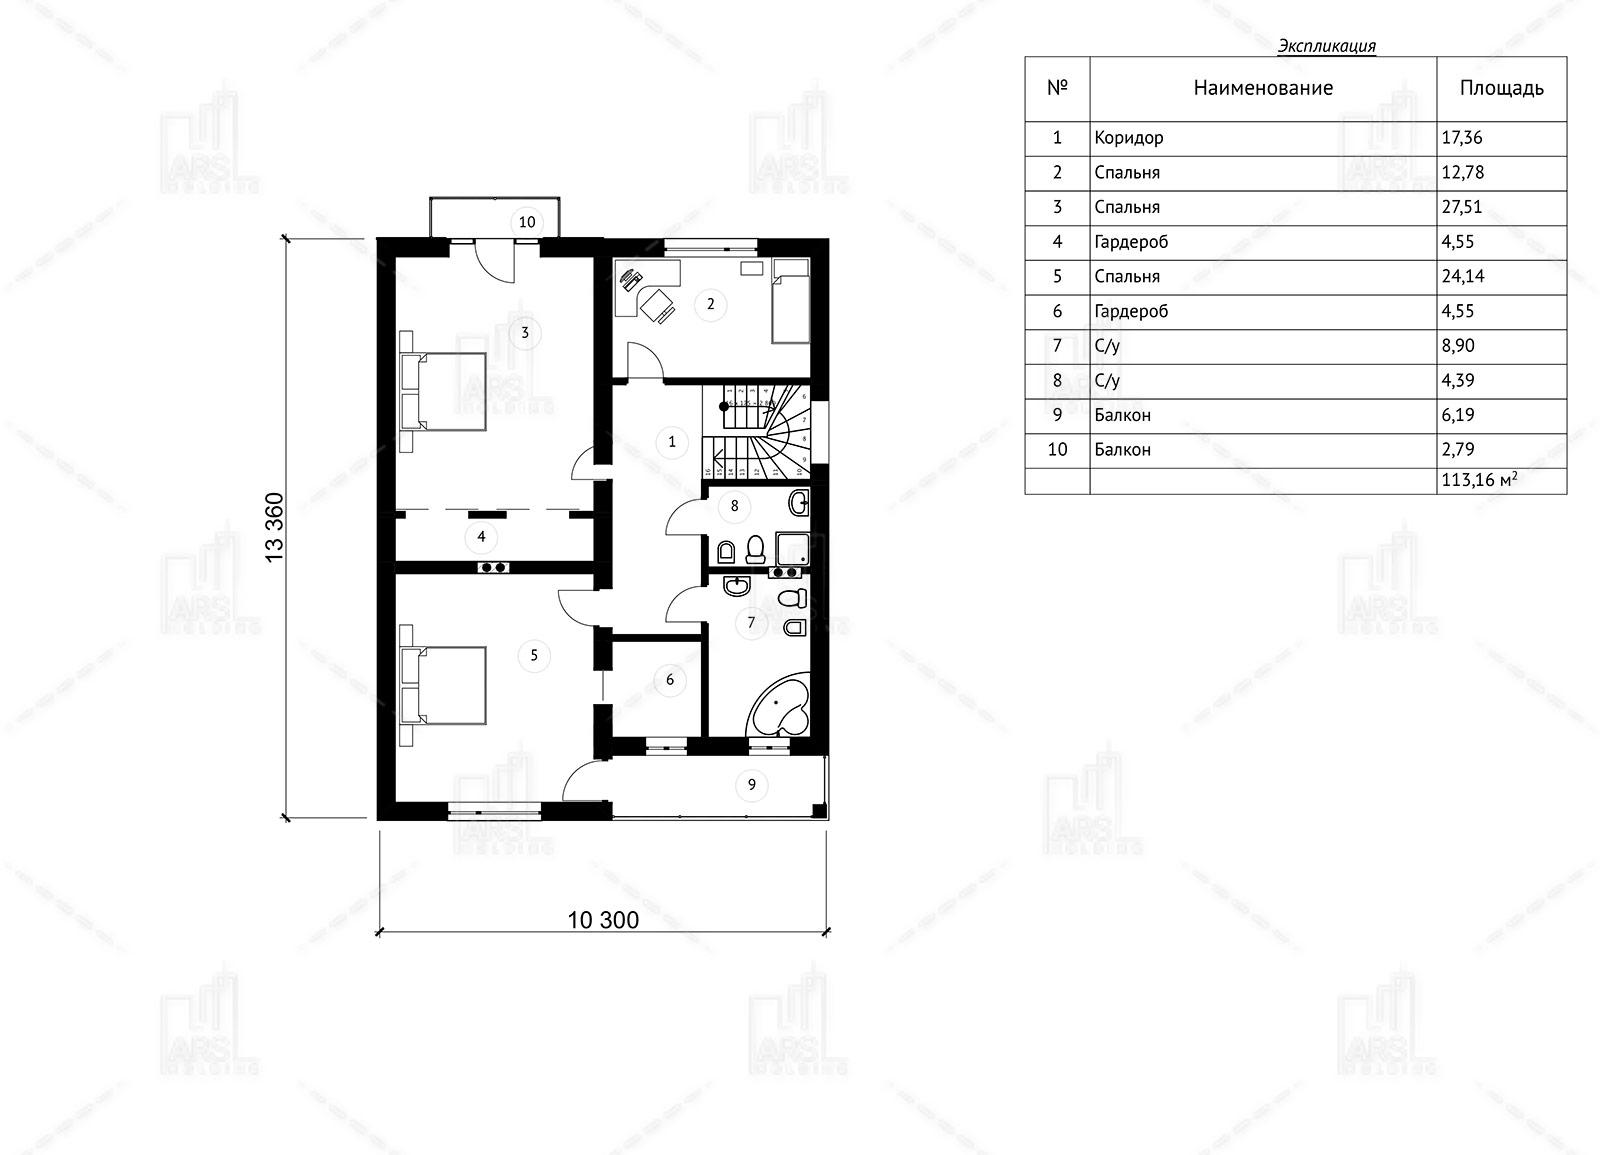 Экспликация
№ Наименование Площадь
1 Коридор 17,36
2 Спальня 12,78
3 Спальня 27,51
4 Гардероб 4,55
5 Спальня 24,14
6 Гардероб 4,55
7 С/у 8,90
8 С/у 4,39
9 Балкон 6,19
10 Балкон 2,79
113,16 м²
10
3
2
1
8
4
7
5
6
9
13 360
10 300
ARS
HOLDING